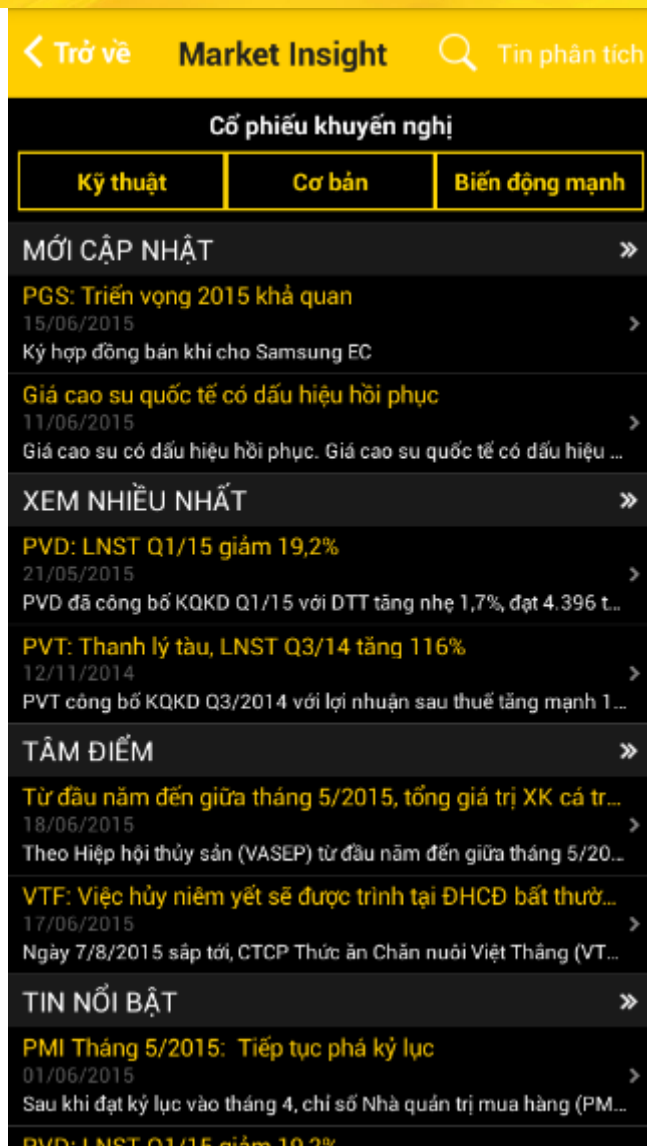 Trở về Market Insight Tin phân tích
Cổ phiếu khuyến nghị
Kỹ thuật Cơ bản Biến động mạnh
MỚI CẬP NHẬT
PGS: Triển vọng 2015 khả quan
15/06/2015
Ký hợp đồng bán khí cho Samsung EC
Giá cao su quốc tế có dấu hiệu hồi phục
11/06/2015
Giá cao su có dấu hiệu hồi phục. Giá cao su quốc tế có dấu hiệu ...
XEM NHIỀU NHẤT
PVD: LNST Q1/15 giảm 19,2%
21/05/2015
PVD đã công bố KQKD Q1/15 với DTT tăng nhẹ 1,7%, đạt 4.396 t...
PVT: Thanh lý tàu, LNST Q3/14 tăng 116%
12/11/2014
PVT công bố KQKD Q3/2014 với lợi nhuận sau thuế tăng mạnh 1...
TÂM ĐIỂM
Từ đầu năm đến giữa tháng 5/2015, tổng giá trị XK cá tr...
18/06/2015
Theo Hiệp hội thủy sản (VASEP) từ đầu năm đến giữa tháng 5/20...
VTF: Việc hủy niêm yết sẽ được trình tại ĐHCĐ bất thườ...
17/06/2015
Ngày 7/8/2015 sắp tới, CTCP Thức ăn Chăn nuôi Việt Thắng (VT...
TIN NỔI BẬT
PMI Tháng 5/2015: Tiếp tục phá kỷ lục
01/06/2015
Sau khi đạt kỷ lục vào tháng 4, chỉ số Nhà quản trị mua hàng (PM...
PVD: LNST Q1/15 giảm 19,2%